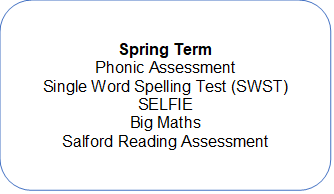 Spring Term
Phonic Assessment
Single Word Spelling Test (SWST)
SELFIE
Big Maths
Salford Reading Assessment